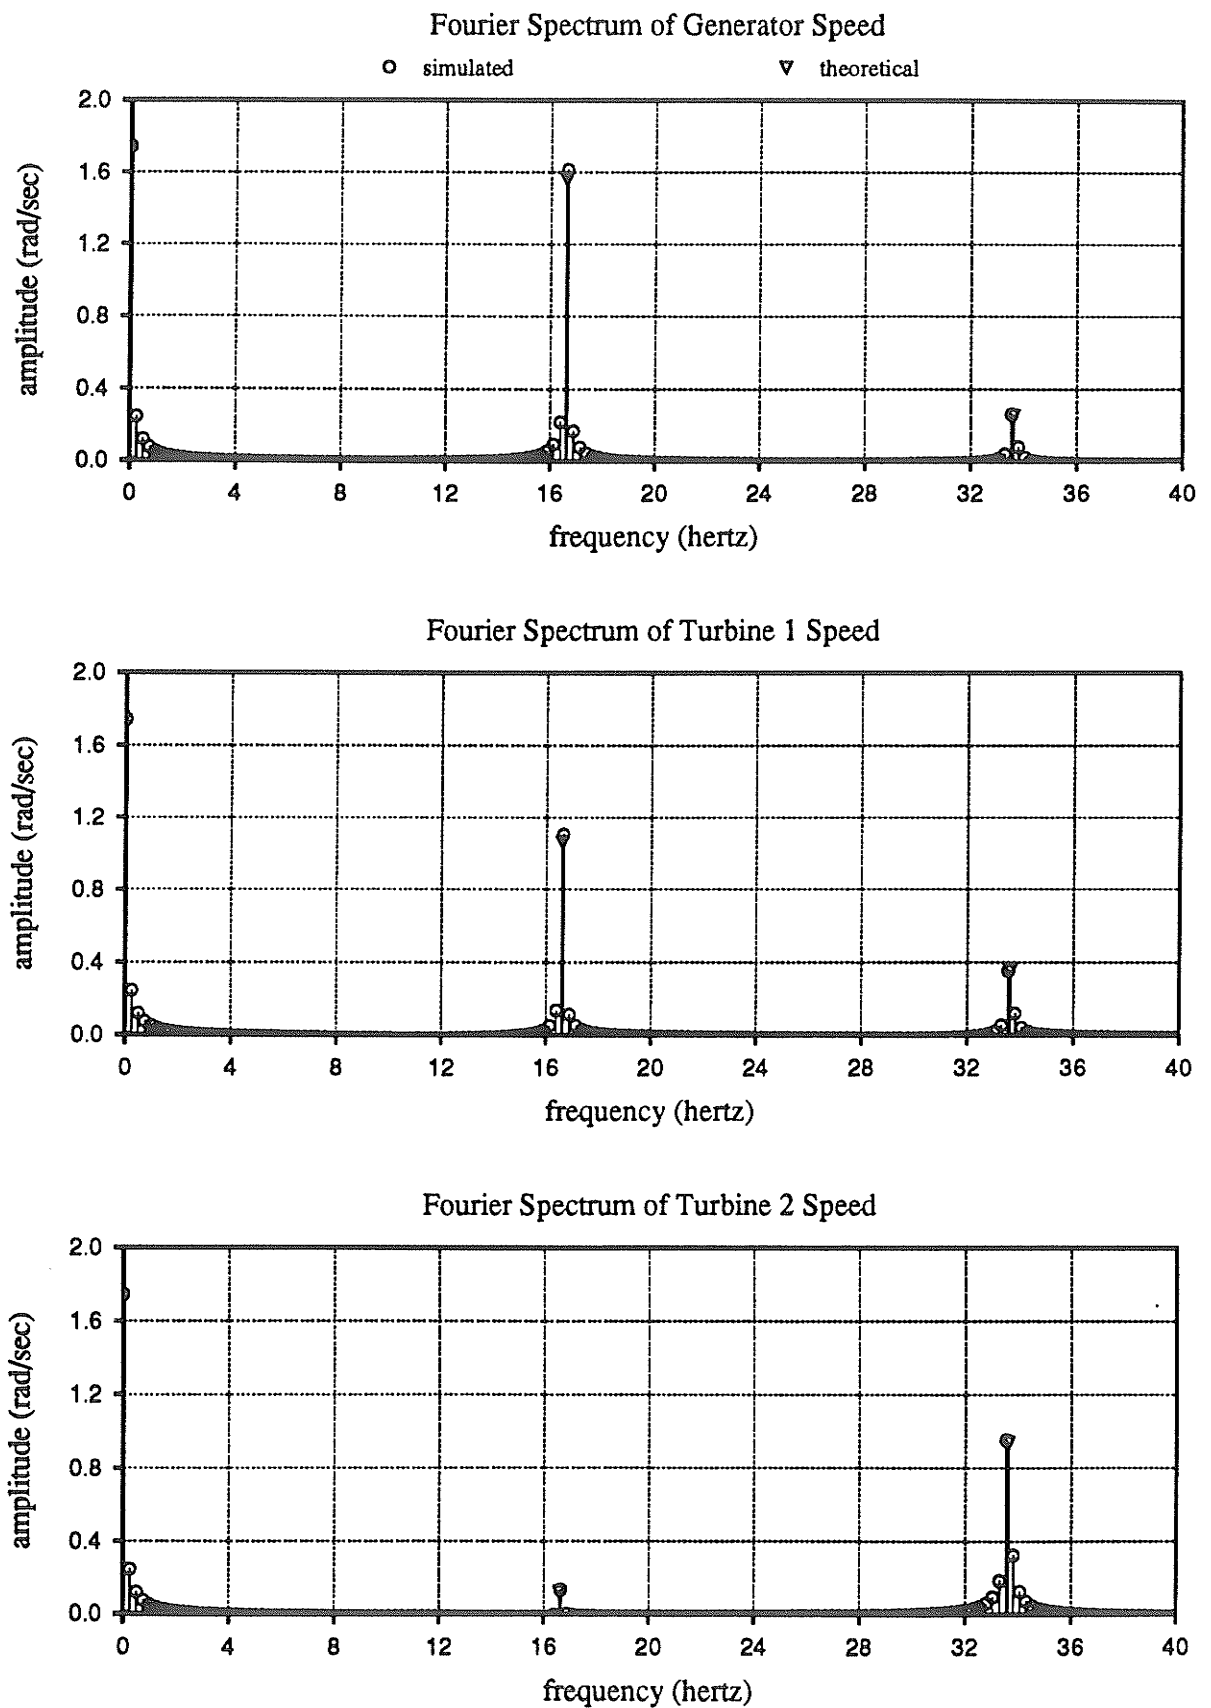 Fourier Spectrum of Generator Speed
simulated theoretical
2.0
1.6
1.2
0.8
0.4
0.0
amplitude (rad/sec)
0 4 8 12 16 20 24 28 32 36 40
frequency (hertz)
Fourier Spectrum of Turbine 1 Speed
2.0
1.6
1.2
0.8
0.4
0.0
amplitude (rad/sec)
0 4 8 12 16 20 24 28 32 36 40
frequency (hertz)
Fourier Spectrum of Turbine 2 Speed
2.0
1.6
1.2
0.8
0.4
0.0
amplitude (rad/sec)
0 4 8 12 16 20 24 28 32 36 40
frequency (hertz)